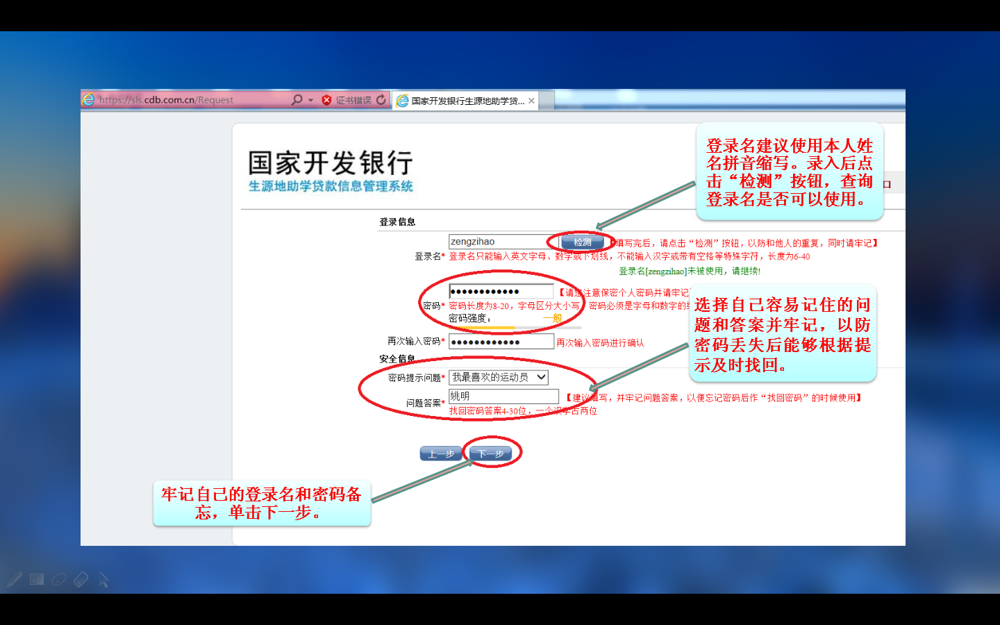 https://sls.cdb.com.cn/Request
证书错误
国家开发银行生源地助学贷...
国家开发银行
生源地助学贷款信息管理系统
登录名建议使用本人姓
名拼音缩写。录入后点
击“检测”按钮，查询
登录名是否可以使用。
口
登录信息
zengzihao
检测
【填写完后，请点击“检测”按钮，以防和他人的重复，同时请牢记】
登录名*
登录名只能输入英文字母、数字或下划线，不能输入汉字或带有空格等特殊字符，长度为6-40
登录名[zengzihao]未被使用，请继续!
●●●●●●●●●●●●
【请您注意保密个人密码并请牢记
密码*
密码长度为8-20，字母区分大小写，密码必须是字母和数字的
密码强度：
一般
再次输入密码*
●●●●●●●●●●●●
再次输入密码进行确认
选择自己容易记住的问
题和答案并牢记，以防
密码丢失后能够根据提
示及时找回。
安全信息
密码提示问题*
我最喜欢的运动员
问题答案*
姚明
【建议填写，并牢记问题答案，以便忘记密码后作“找回密码”的时候使用】
找回密码答案4-30位，一个汉字占两位
上一步
下一步
牢记自己的登录名和密码备
忘，单击下一步。